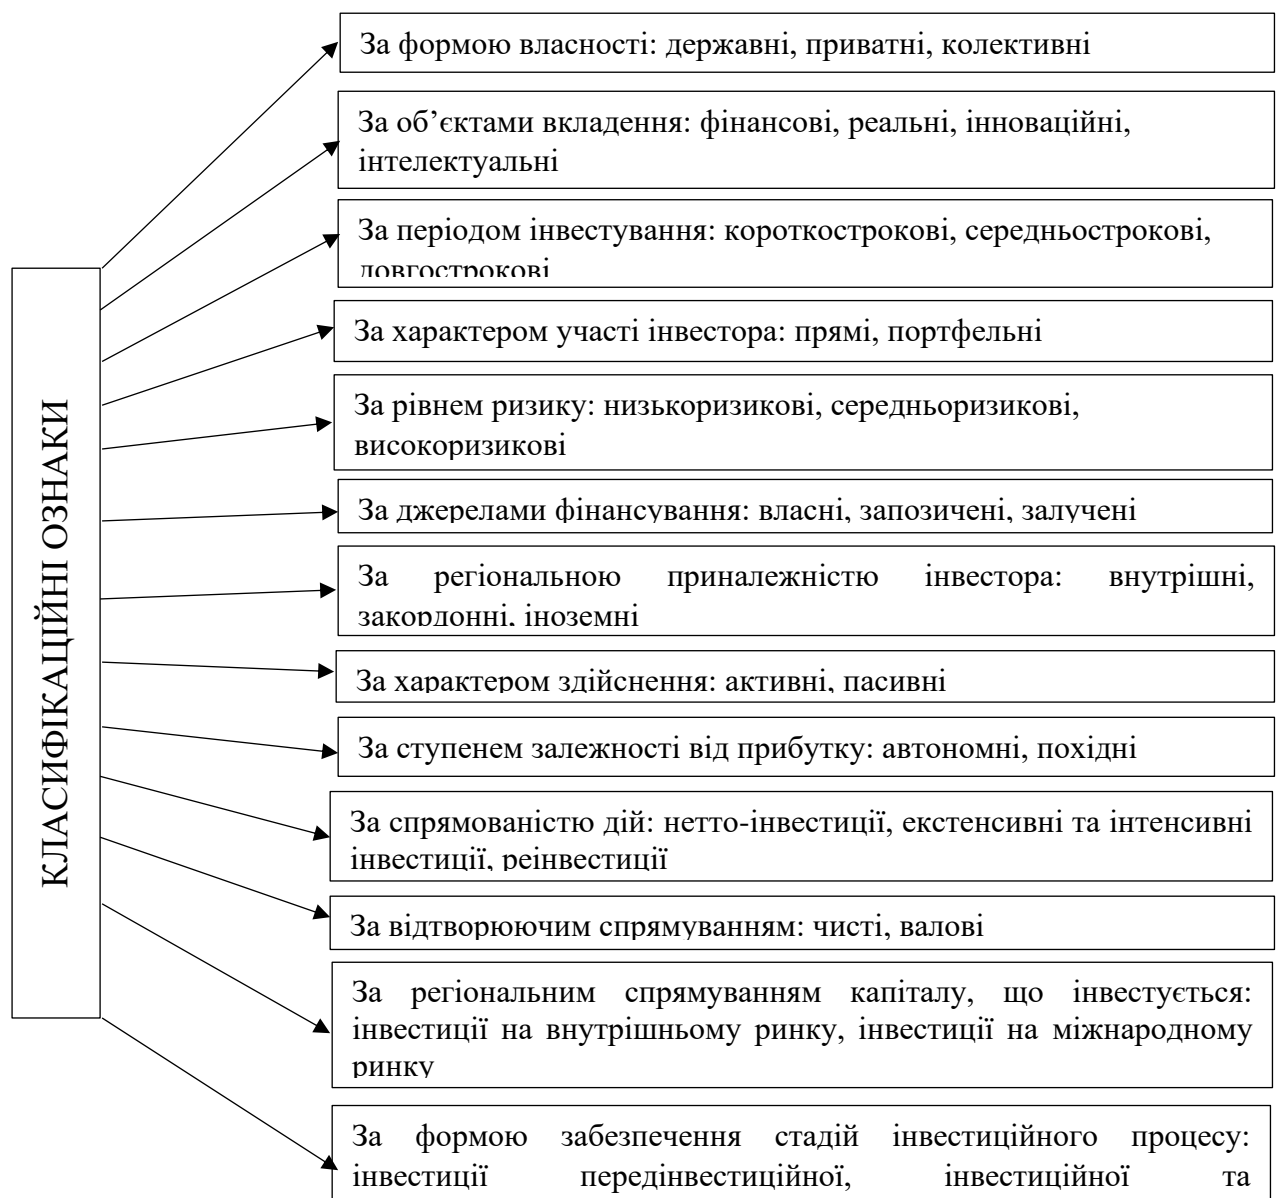 КЛАСИФІКАЦІЙНІ ОЗНАКИ
За формою власності: державні, приватні, колективні
За об’єктами вкладення: фінансові, реальні, інноваційні,
інтелектуальні
За періодом інвестування: короткострокові, середньострокові,
довгострокові
За характером участі інвестора: прямі, портфельні
За рівнем ризику: низькоризикові, середньоризикові,
високоризикові
За джерелами фінансування: власні, запозичені, залучені
За регіональною приналежністю інвестора: внутрішні,
закордонні, іноземні
За характером здійснення: активні, пасивні
За ступенем залежності від прибутку: автономні, похідні
За спрямованістю дій: нетто-інвестиції, екстенсивні та інтенсивні
інвестиції, реінвестиції
За відтворюючим спрямуванням: чисті, валові
За регіональним спрямуванням капіталу, що інвестується:
інвестиції на внутрішньому ринку, інвестиції на міжнародному
ринку
За формою забезпечення стадій інвестиційного процесу:
інвестиції передінвестиційної, інвестиційної та